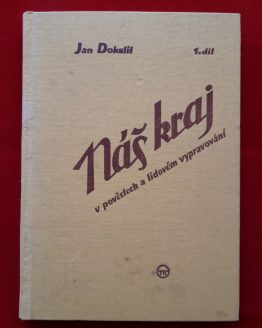 Jan Dokulil 1. díl
Náš kraj
v pověstech a lidovém vypravování